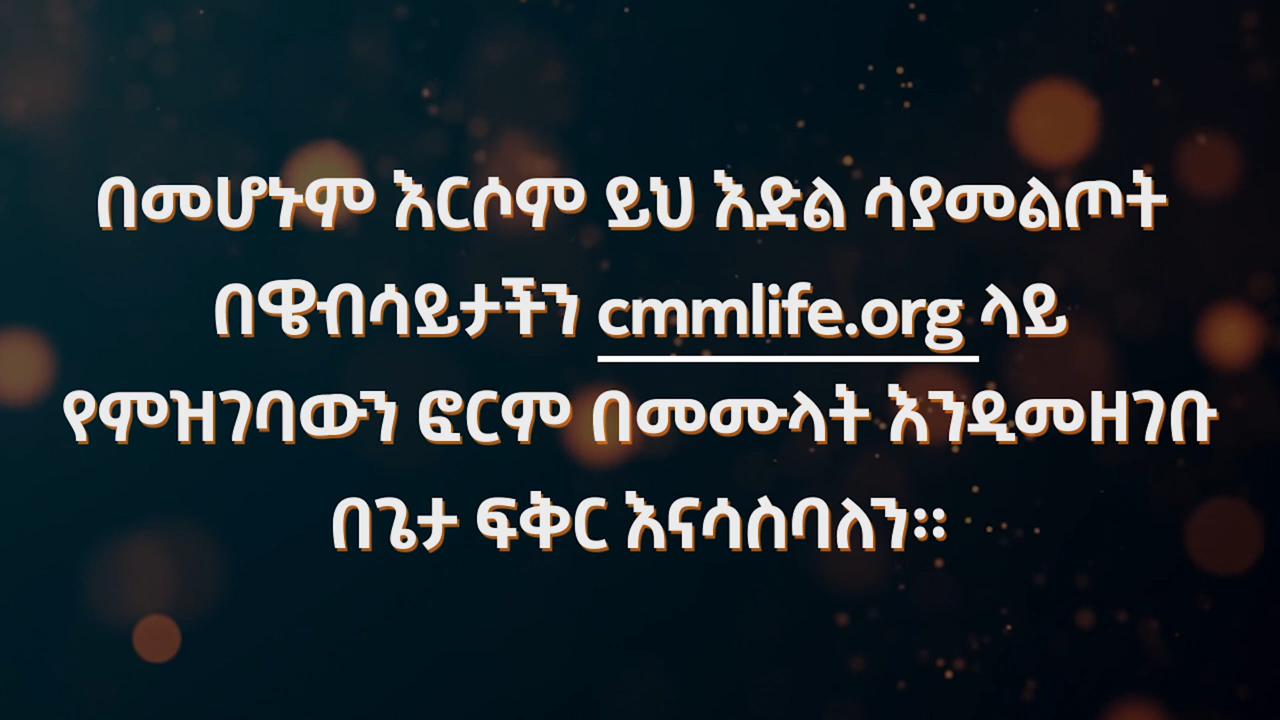 በመሆኑም እርሶም ይህ እድል ሳያመልጦት
በዌብሳይታችን cmmlife.org ላይ
የምዝገባውን ፎርም በመሙላት እንዲመዘገቡ
በጌታ ፍቅር እናሳስባለን።